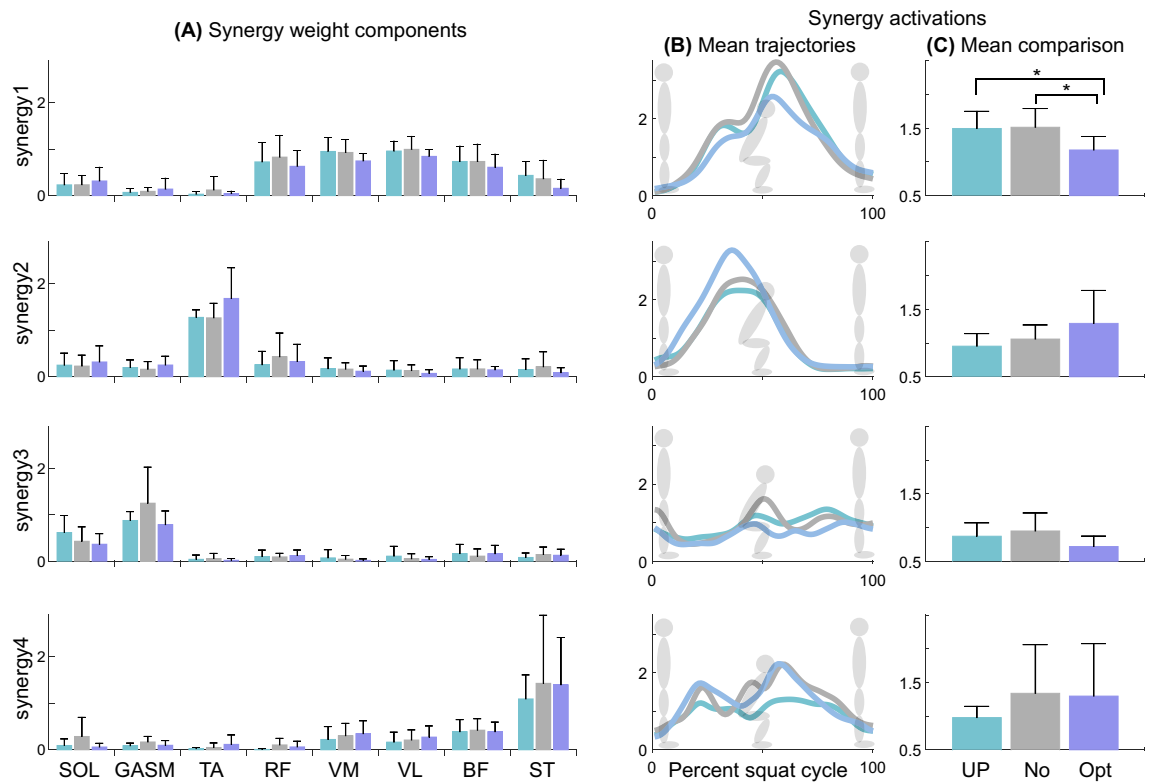 Synergy activations
(A) Synergy weight components
(B) Mean trajectories
(C) Mean comparison
synergy1
2
0
2
0
0
100
*
*
1.5
0.5
synergy2
2
0
2
0
0
100
1.5
0.5
synergy3
2
0
2
0
0
100
1.5
0.5
synergy4
2
0
2
0
1.5
0.5
SOL GASM TA RF VM VL BF ST
Percent squat cycle
UP No Opt